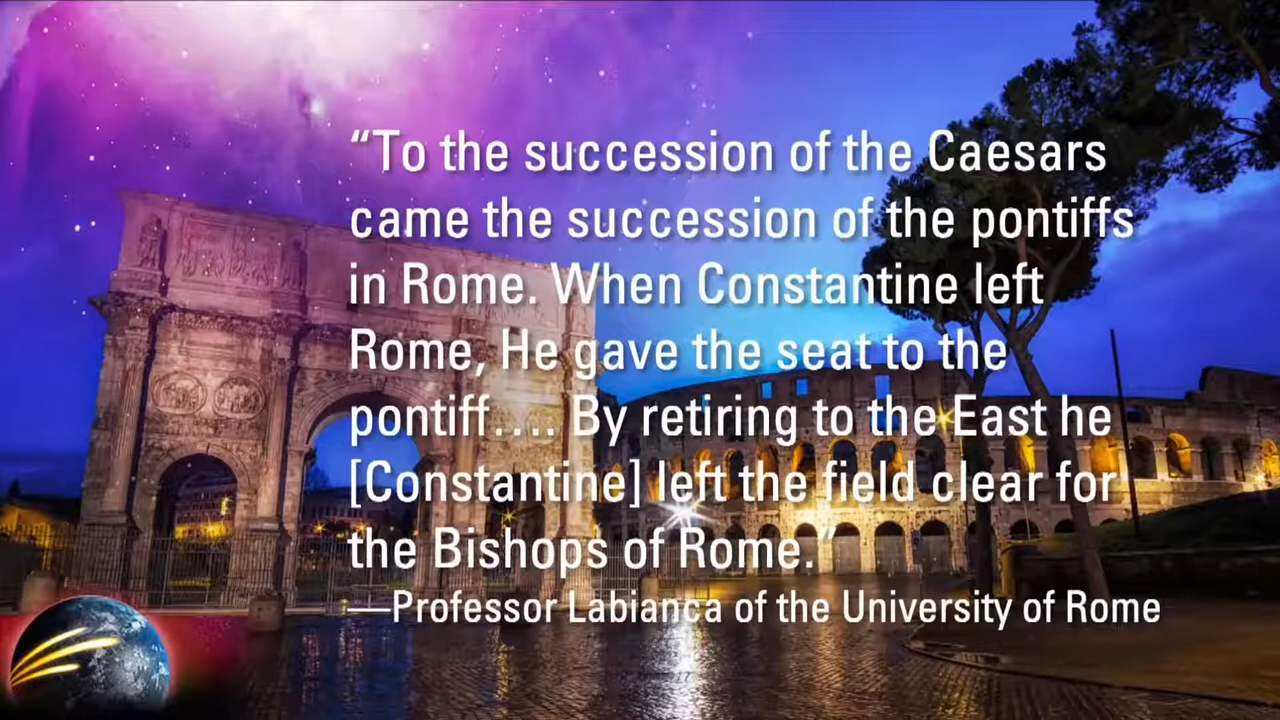 “To the succession of the Caesars
came the succession of the pontiffs
in Rome. When Constantine left
Rome, He gave the seat to the
pontiff…. By retiring to the East he
[Constantine] left the field clear for
the Bishops of Rome.”
—Professor Labianca of the University of Rome